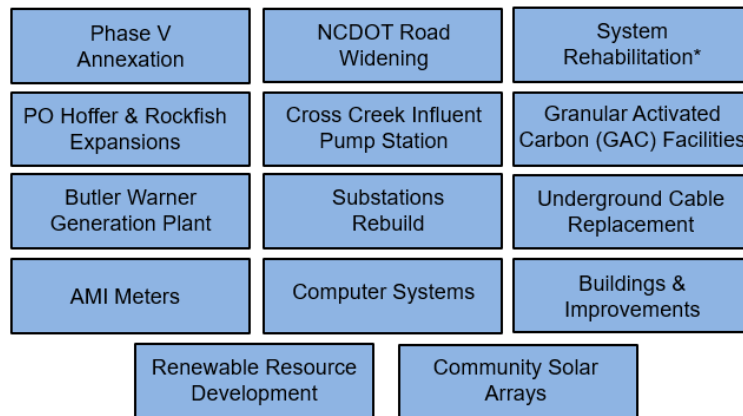 Phase V
Annexation
NCDOT Road
Widening
System
Rehabilitation*
PO Hoffer & Rockfish
Expansions
Cross Creek Influent
Pump Station
Granular Activated
Carbon (GAC) Facilities
Butler Warner
Generation Plant
Substations
Rebuild
Underground Cable
Replacement
AMI Meters
Computer Systems
Buildings &
Improvements
Renewable Resource
Development
Community Solar
Arrays